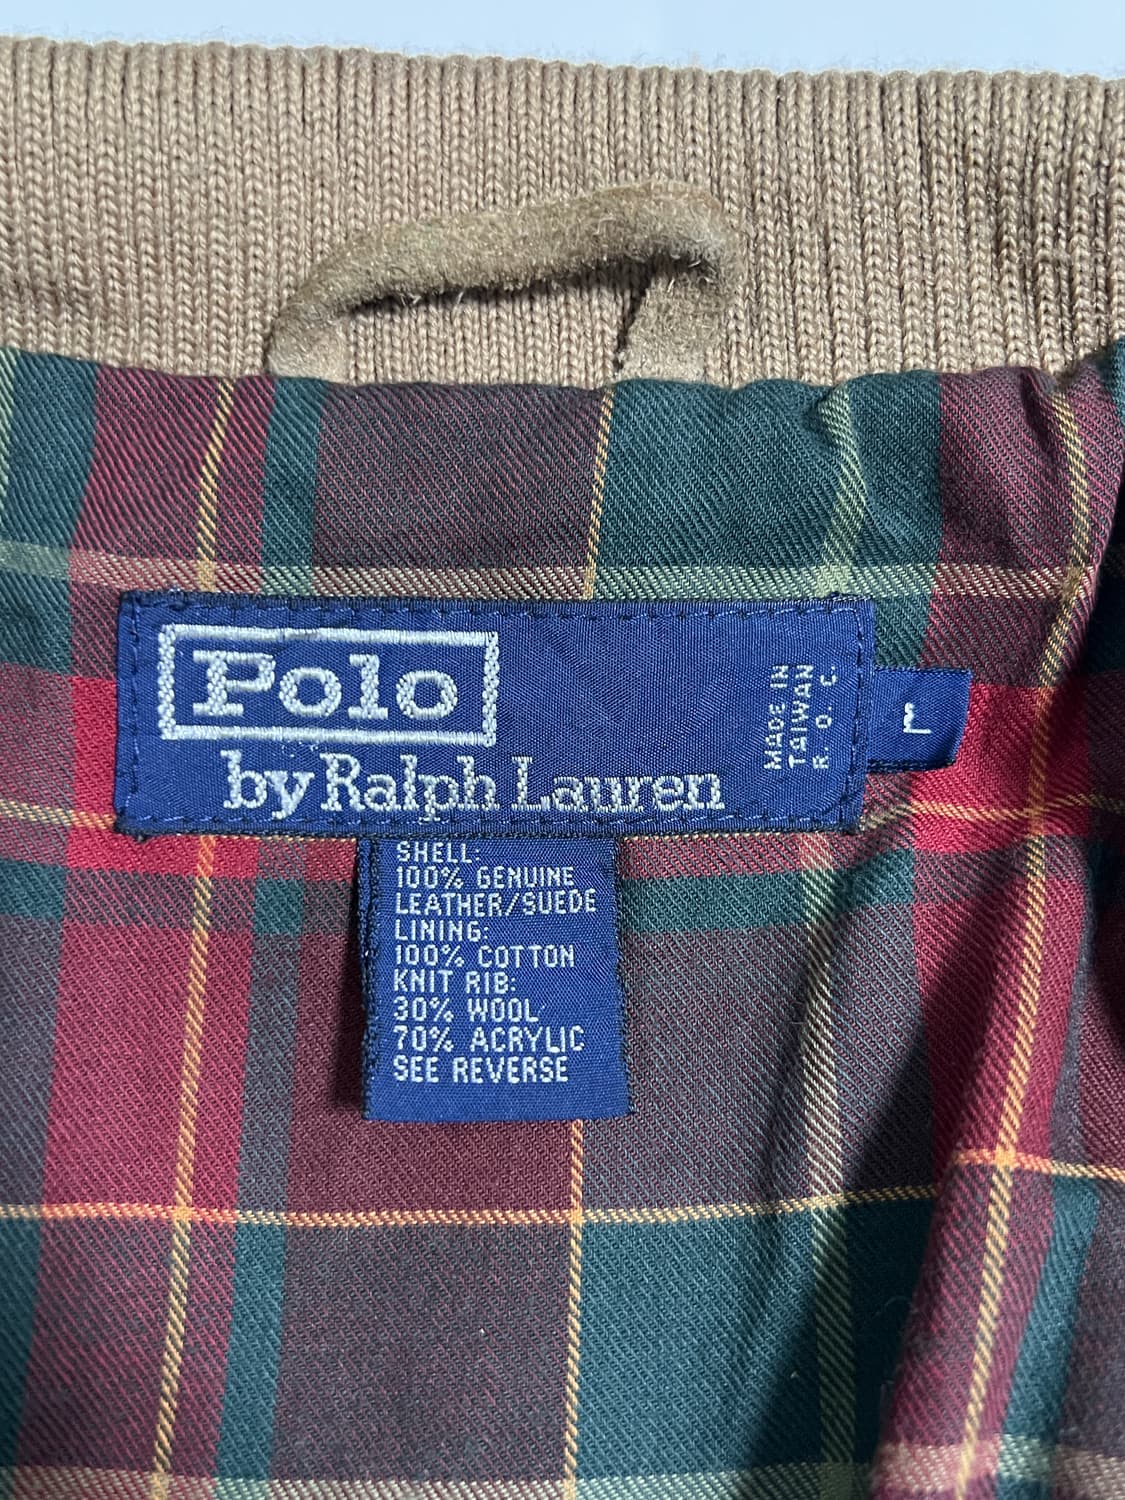 Polo
by Ralph Lauren
MADE IN
TAIWAN
R. O. C.
L
SHELL:
100% GENUINE
LEATHER/SUEDE
LINING:
100% COTTON
KNIT RIB:
30% WOOL
70% ACRYLIC
SEE REVERSE